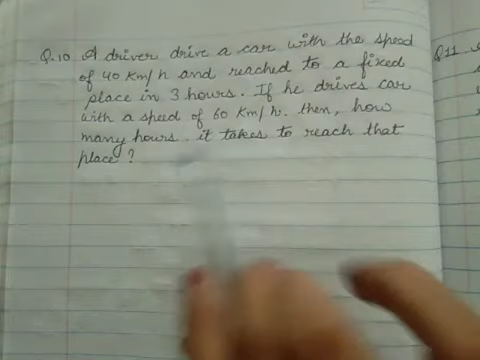 Q.10 A driver drive a car with the speed
of 40 Km/h and reached to a fixed
place in 3 hours. If he drives car
with a speed of 60 Km/h. then, how
many hours. it takes to reach that
place ?
Q11.